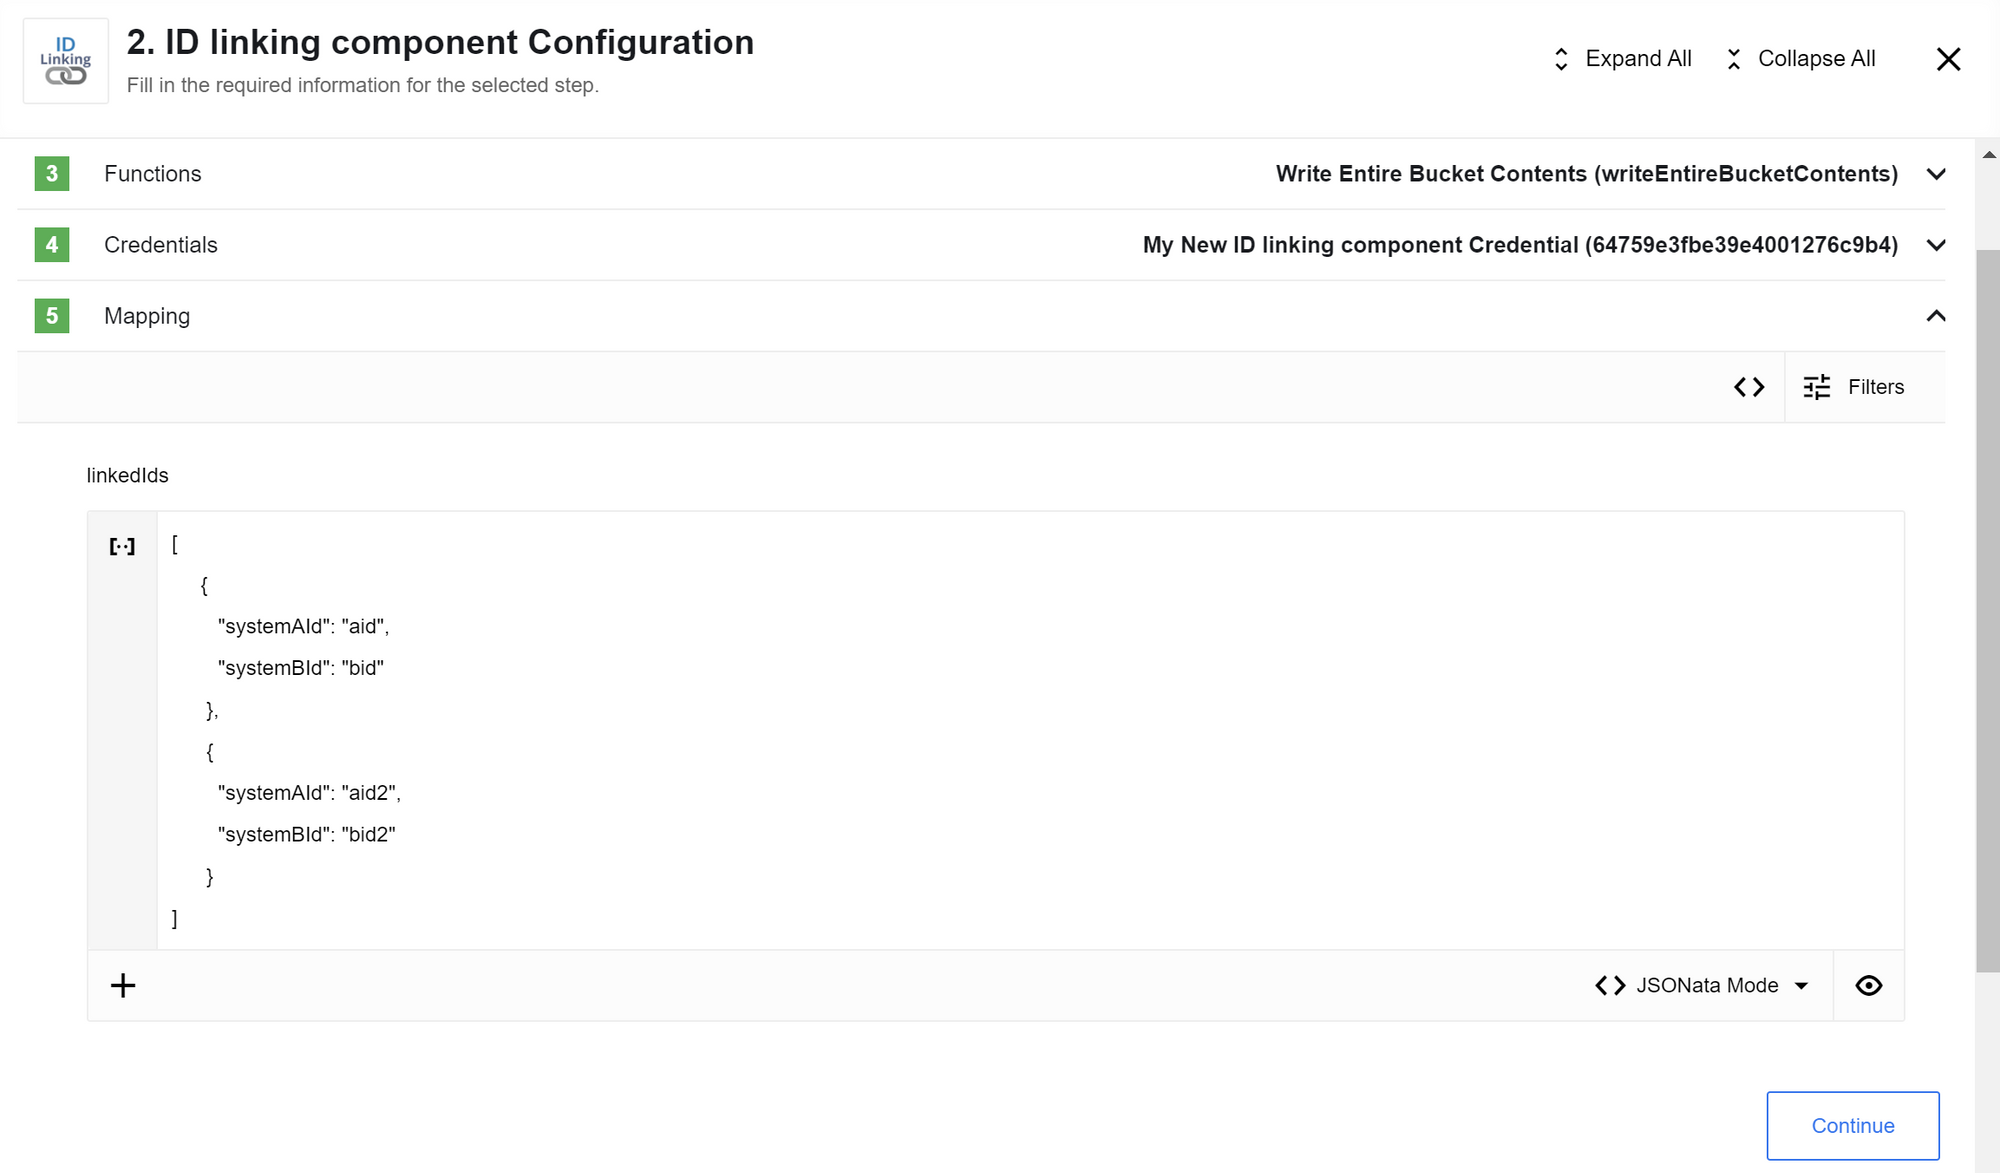 ID
Linking
2. ID linking component Configuration
Fill in the required information for the selected step.
Expand All
Collapse All
3 Functions Write Entire Bucket Contents (writeEntireBucketContents)
4 Credentials My New ID linking component Credential (64759e3fbe39e4001276c9b4)
5 Mapping
Filters
linkedIds
[
{
"systemAId": "aid",
"systemBId": "bid"
},
{
"systemAId": "aid2",
"systemBId": "bid2"
}
]
JSONata Mode
Continue